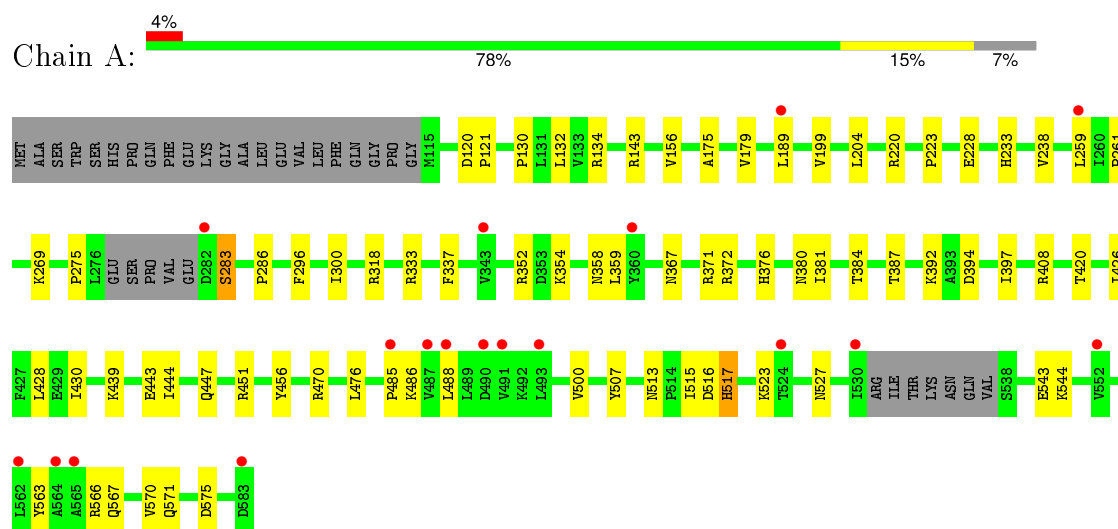 4%
Chain A:
78% 15% 7%
MET ALA SER TRP SER HIS PRO GLN PHE GLU LYS GLY ALA LEU GLU VAL LEU PHE GLN GLY PRO GLY M115 D120 P121 P130 L131 L132 V133 R134 R143 V156 A175 V179 L189 V199 L204 R220 P223 E228 H233 V238 L259 I260
K269 P275 L276 GLU SER PRO VAL GLU D282 S283 P286 F296 I300 R318 R333 F337 V343 R352 D353 K354 N358 L359 Y360 N367 R371 R372 H376 N380 I381 T384 T387 K392 A393 D394 I397 R408 T420
F427 L428 E429 I430 K439 E443 I444 Q447 R451 Y456 R470 L476 P485 K486 V487 L488 L489 D490 V491 K492 L493 V500 Y507 N513 P514 I515 D516 H517 K523 T524 N527 I530 ARG ILE THR LYS ASN GLN VAL S538 E543 K544 V552
L562 Y563 A564 A565 R566 Q567 V570 Q571 D575 D583